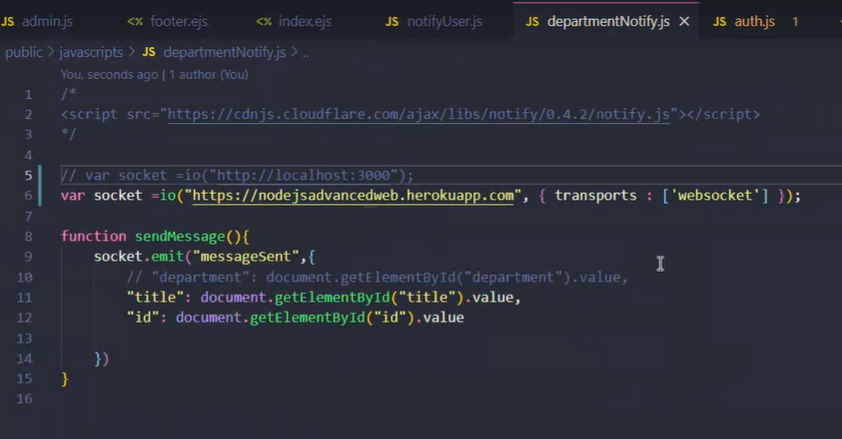 JS admin.js <> footer.ejs <> index.ejs JS notifyUser.js JS departmentNotify.js × JS auth.js 1
public > javascripts > JS departmentNotify.js > ..
You, seconds ago | 1 author (You)
1 /*
2 <script src="https://cdnjs.cloudflare.com/ajax/libs/notify/0.4.2/notify.js"></script>
3 */
4
5 // var socket =io("http://localhost:3000");
6 var socket =io("https://nodejsadvancedweb.herokuapp.com", { transports : ['websocket'] });
7
8 function sendMessage(){
9 socket.emit("messageSent",{
10 // "department": document.getElementById("department").value,
11 "title": document.getElementById("title").value,
12 "id": document.getElementById("id").value
13
14 })
15 }
16